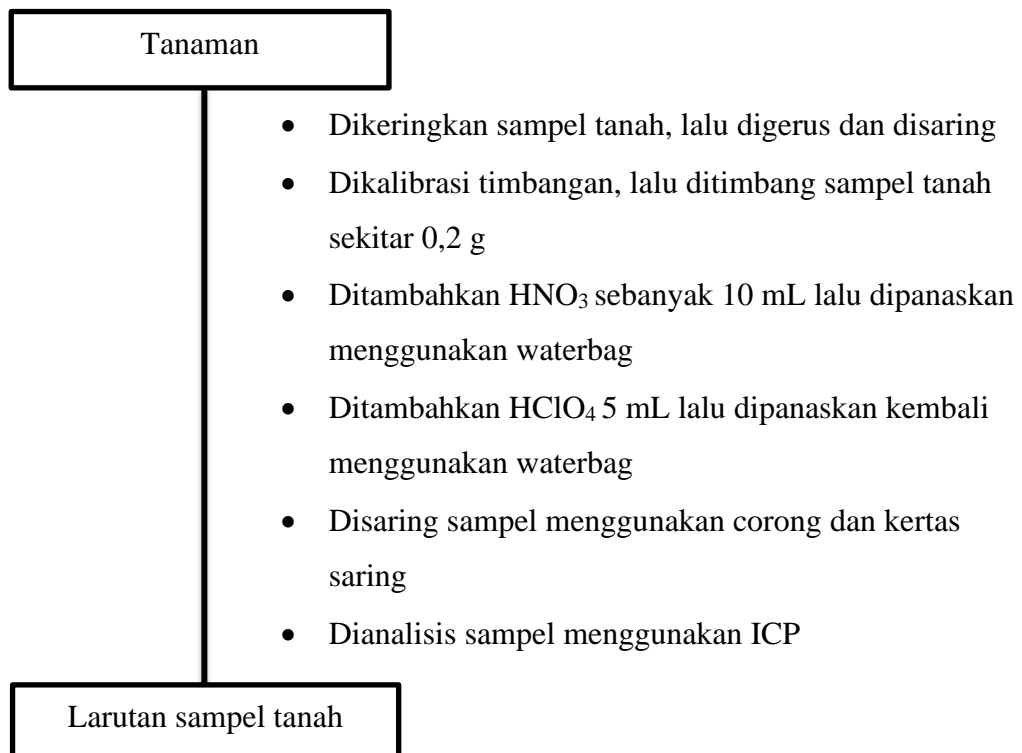 Tanaman
• Dikeringkan sampel tanah, lalu digerus dan disaring
• Dikalibrasi timbangan, lalu ditimbang sampel tanah
sekitar 0,2 g
• Ditambahkan HNO₃ sebanyak 10 mL lalu dipanaskan
menggunakan waterbag
• Ditambahkan HClO₄ 5 mL lalu dipanaskan kembali
menggunakan waterbag
• Disaring sampel menggunakan corong dan kertas
saring
• Dianalisis sampel menggunakan ICP
Larutan sampel tanah